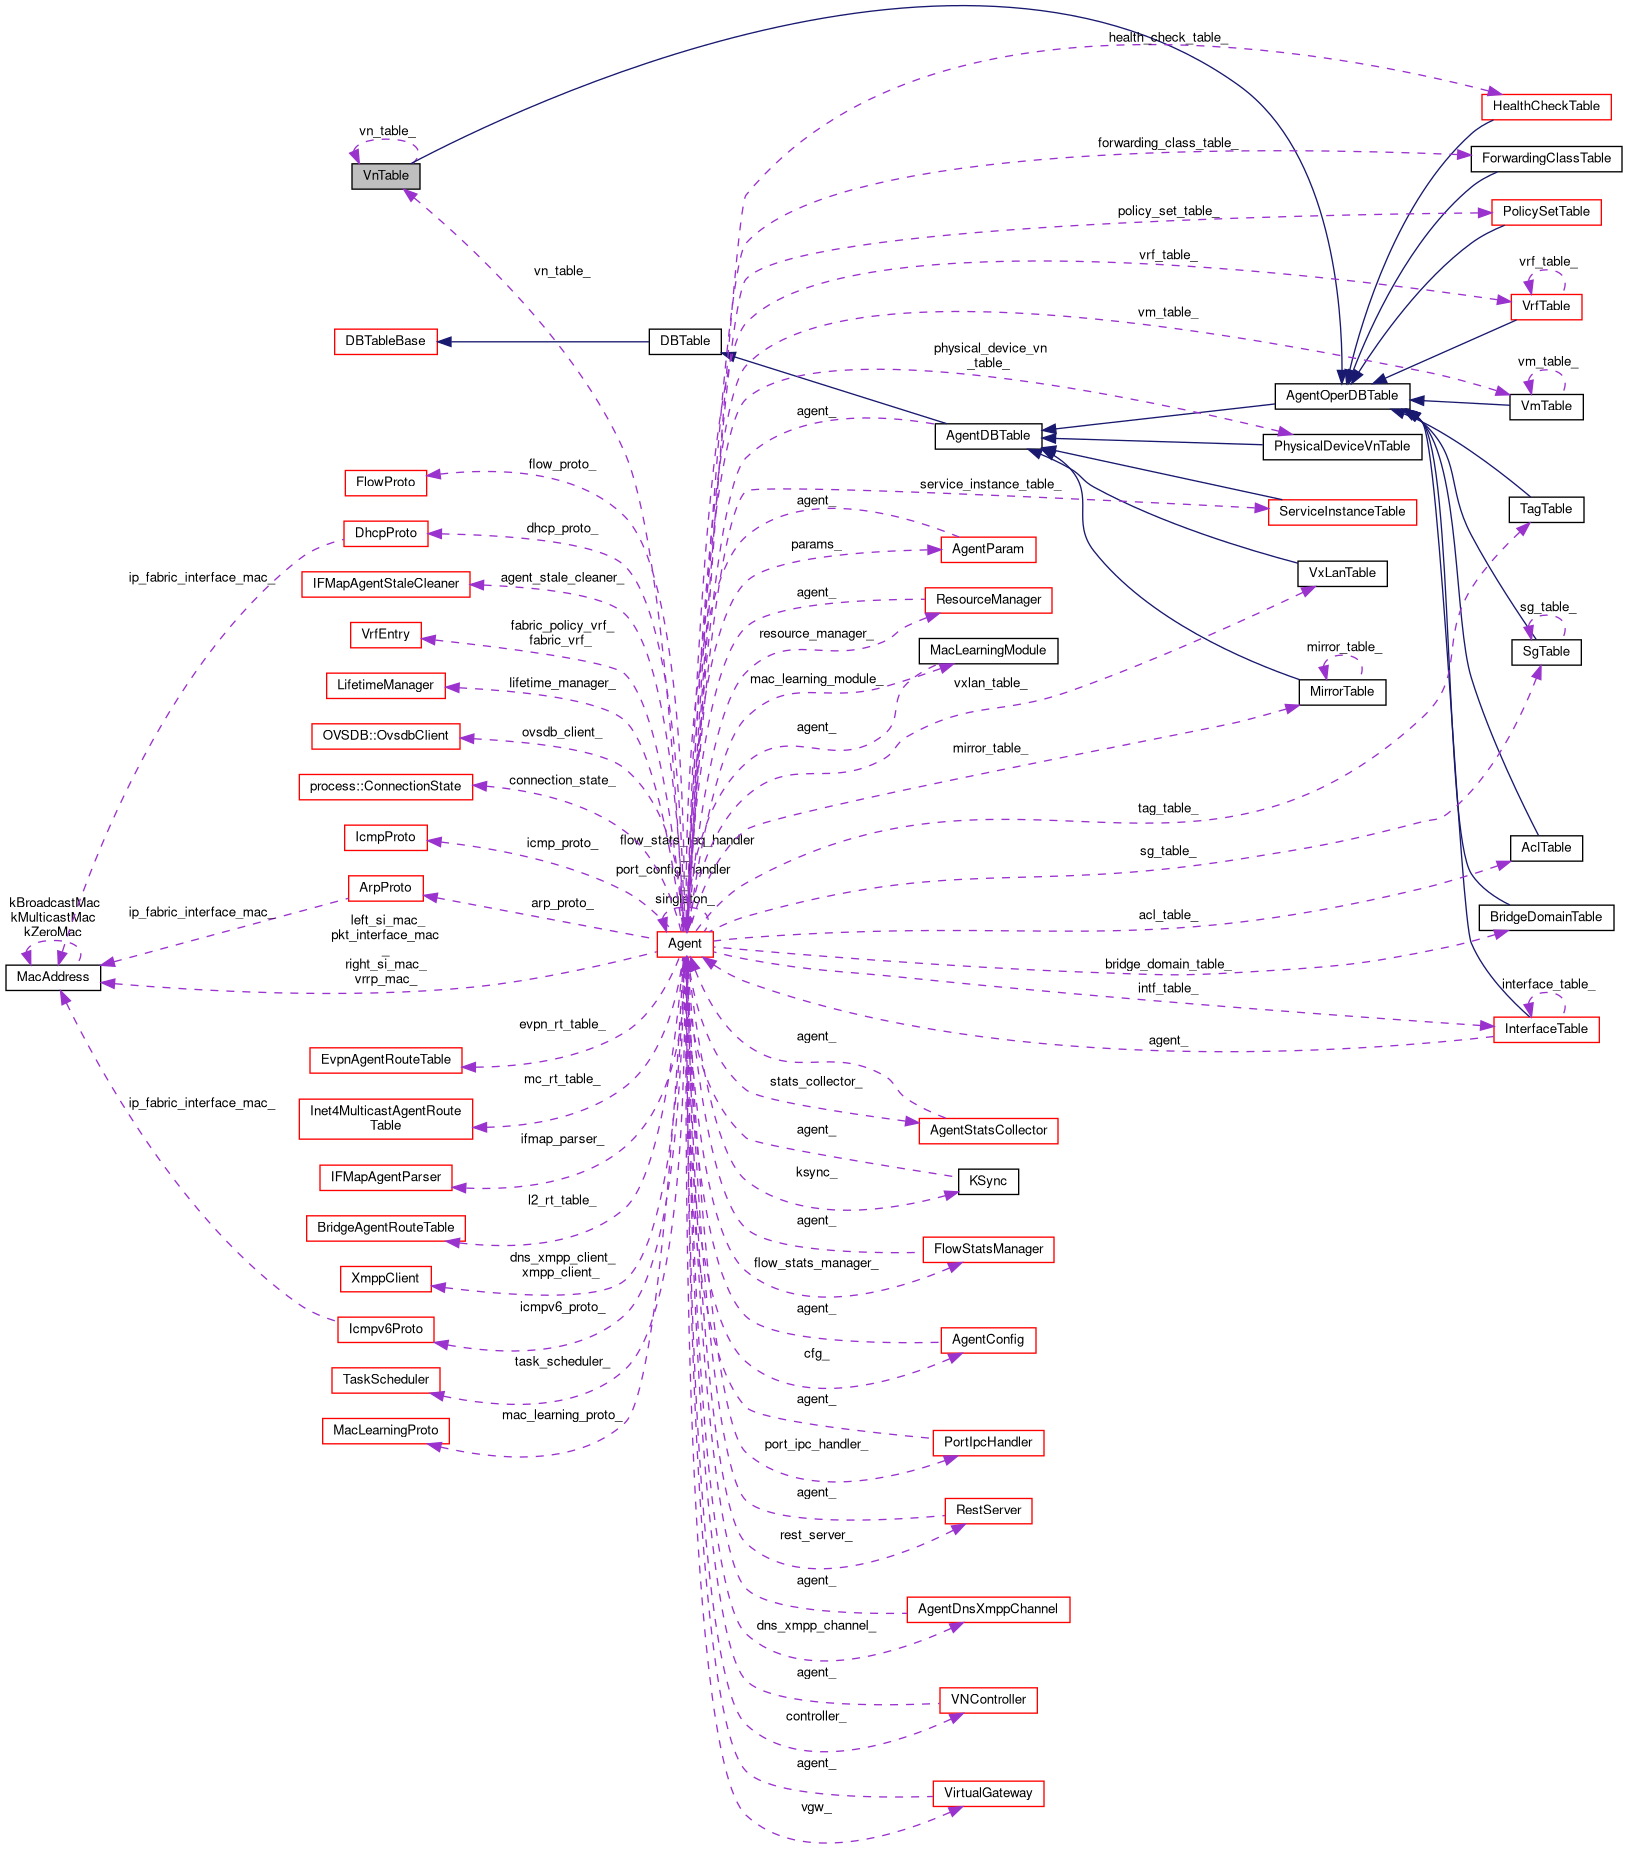 health_check_table_
HealthCheckTable
vn_table_
forwarding_class_table_
ForwardingClassTable
VnTable
policy_set_table_
PolicySetTable
vn_table_
vrf_table_
vrf_table_
VrfTable
vm_table_
DBTableBase
DBTable
physical_device_vn
_table_
vm_table_
AgentOperDBTable
VmTable
agent_
AgentDBTable
PhysicalDeviceVnTable
flow_proto_
FlowProto
service_instance_table_
ServiceInstanceTable
TagTable
agent_
dhcp_proto_
DhcpProto
params_
AgentParam
ip_fabric_interface_mac_
IFMapAgentStaleCleaner
agent_stale_cleaner_
VxLanTable
agent_
ResourceManager
sg_table_
fabric_policy_vrf_
fabric_vrf_
VrfEntry
resource_manager_
MacLearningModule
mirror_table_
SgTable
LifetimeManager
lifetime_manager_
mac_learning_module_
vxlan_table_
MirrorTable
OVSDB::OvsdbClient
ovsdb_client_
agent_
mirror_table_
process::ConnectionState
connection_state_
tag_table_
IcmpProto
icmp_proto_
flow_stats_req_handler
_
port_config_handler
_
singleton_
sg_table_
AclTable
ArpProto
arp_proto_
kBroadcastMac
kMulticastMac
kZeroMac
ip_fabric_interface_mac_
acl_table_
BridgeDomainTable
left_si_mac_
pkt_interface_mac
_
right_si_mac_
vrrp_mac_
Agent
MacAddress
bridge_domain_table_
intf_table_
interface_table_
InterfaceTable
agent_
evpn_rt_table_
EvpnAgentRouteTable
agent_
mc_rt_table_
stats_collector_
Inet4MulticastAgentRoute
Table
ip_fabric_interface_mac_
AgentStatsCollector
ifmap_parser_
agent_
IFMapAgentParser
ksync_
KSync
l2_rt_table_
BridgeAgentRouteTable
agent_
FlowStatsManager
dns_xmpp_client_
xmpp_client_
XmppClient
flow_stats_manager_
icmpv6_proto_
Icmpv6Proto
agent_
AgentConfig
task_scheduler_
TaskScheduler
cfg_
agent_
mac_learning_proto_
MacLearningProto
port_ipc_handler_
PortIpcHandler
agent_
RestServer
rest_server_
agent_
AgentDnsXmppChannel
dns_xmpp_channel_
agent_
VNController
controller_
agent_
VirtualGateway
vgw_